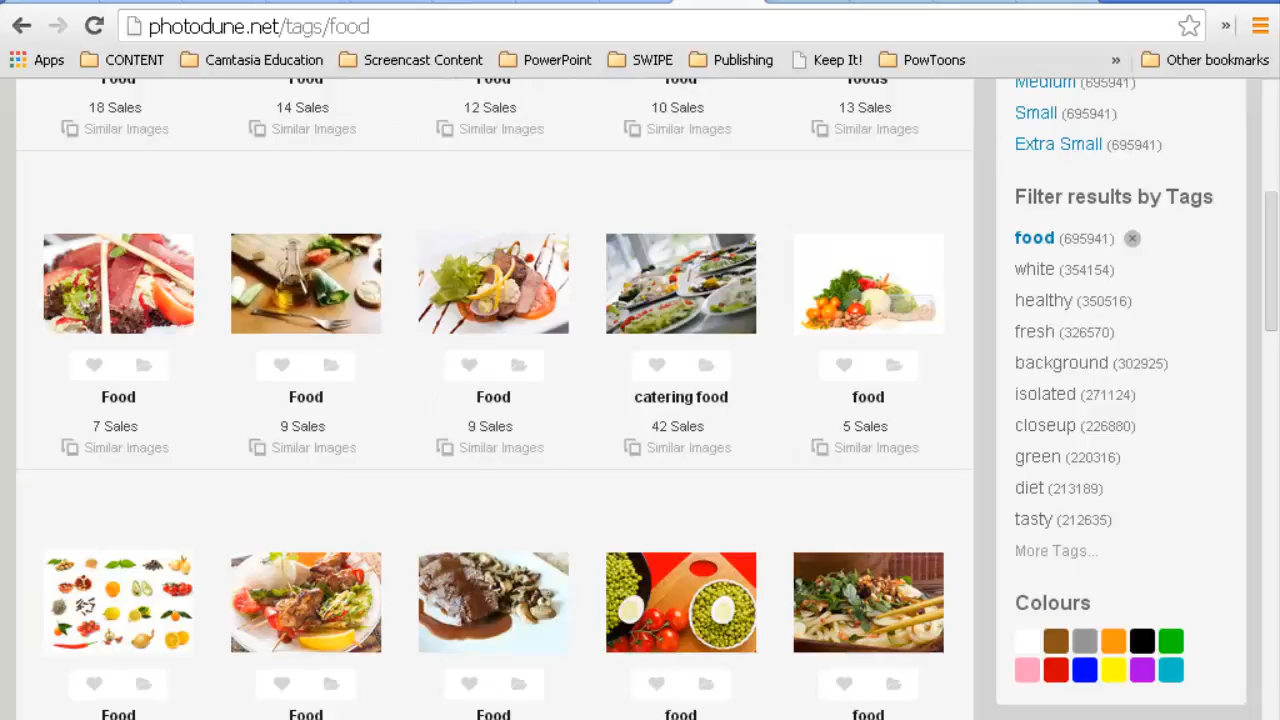 photodune.net/tags/food
»
Apps CONTENT Camtasia Education Screencast Content PowerPoint SWIPE Publishing Keep It! PowToons » Other bookmarks
Food Food Food food foods
18 Sales 14 Sales 12 Sales 10 Sales 13 Sales
Similar Images Similar Images Similar Images Similar Images Similar Images
Food Food Food catering food food
7 Sales 9 Sales 9 Sales 42 Sales 5 Sales
Similar Images Similar Images Similar Images Similar Images Similar Images
Food Food Food food food
Medium (695941)
Small (695941)
Extra Small (695941)
Filter results by Tags
food (695941)
white (354154)
healthy (350516)
fresh (326570)
background (302925)
isolated (271124)
closeup (226880)
green (220316)
diet (213189)
tasty (212635)
More Tags...
Colours